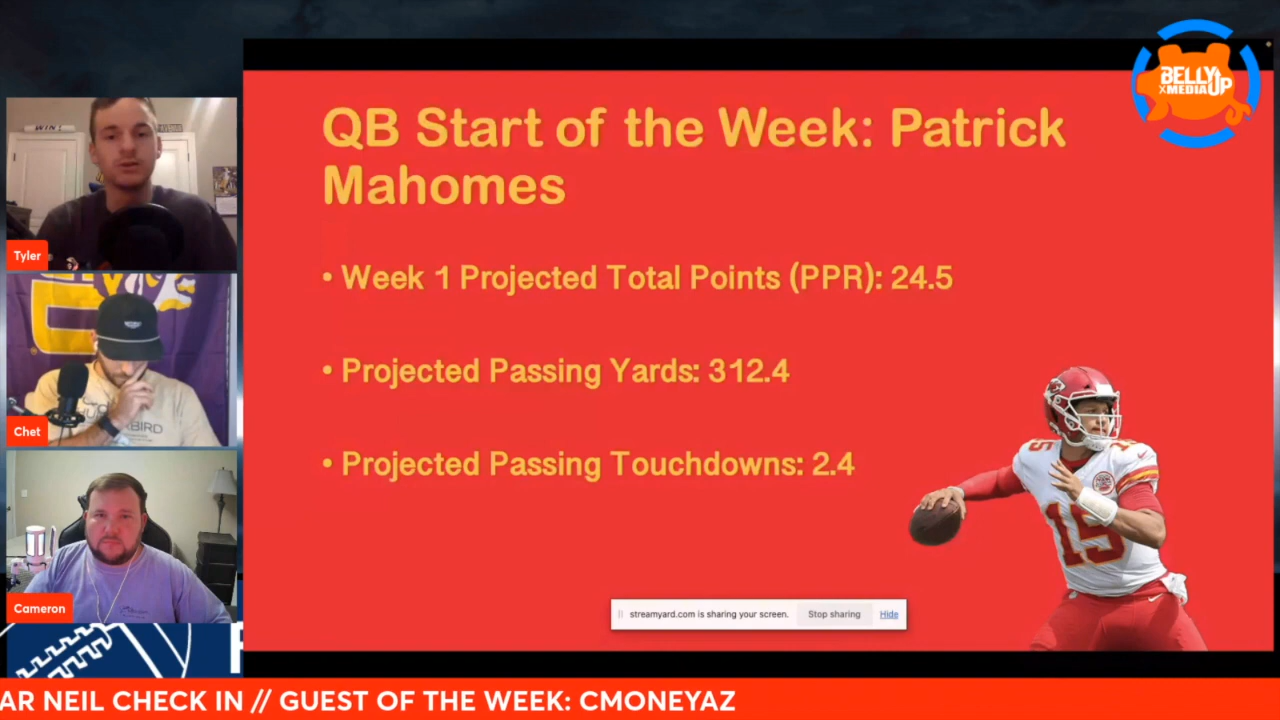 BELLY UP
MEDIA
QB Start of the Week: Patrick
Mahomes
• Week 1 Projected Total Points (PPR): 24.5
• Projected Passing Yards: 312.4
• Projected Passing Touchdowns: 2.4
WIN!
Tyler
Chet
Cameron
15
15
streamyard.com is sharing your screen.
Stop sharing
Hide
AR NEIL CHECK IN // GUEST OF THE WEEK: CMONEYAZ